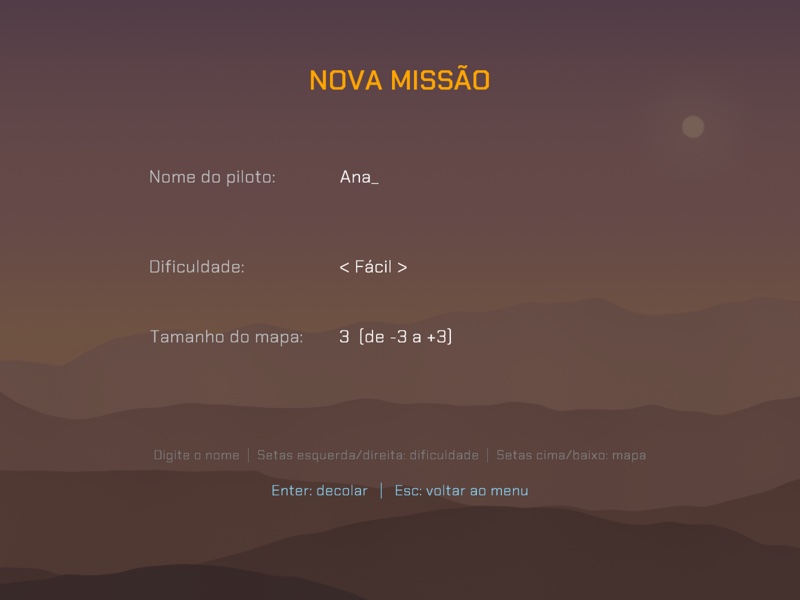 NOVA MISSÃO
Nome do piloto: Ana_
Dificuldade: < Fácil >
Tamanho do mapa: 3 (de -3 a +3)
Digite o nome | Setas esquerda/direita: dificuldade | Setas cima/baixo: mapa
Enter: decolar | Esc: voltar ao menu